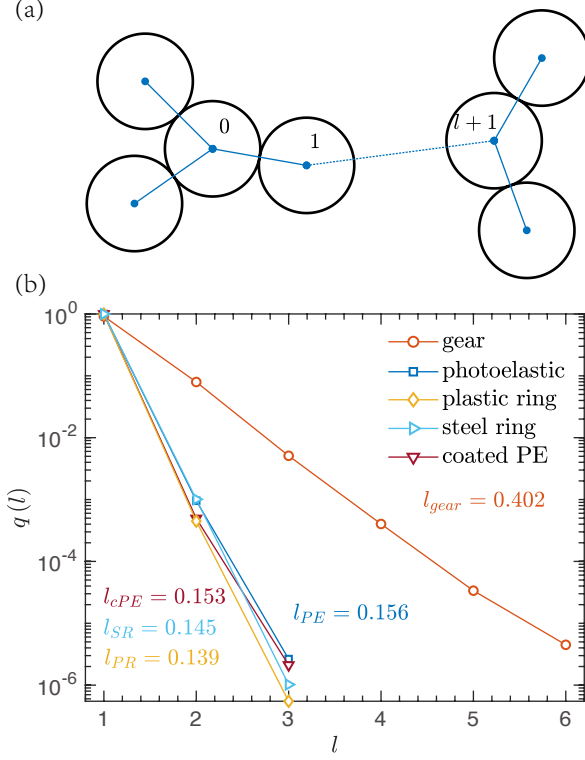 (a)
0
1
l + 1
(b)
10^0
10^-2
10^-4
10^-6
q (l)
gear
photoelastic
plastic ring
steel ring
coated PE
l_gear = 0.402
l_cPE = 0.153
l_SR = 0.145
l_PR = 0.139
l_PE = 0.156
1 2 3 4 5 6
l